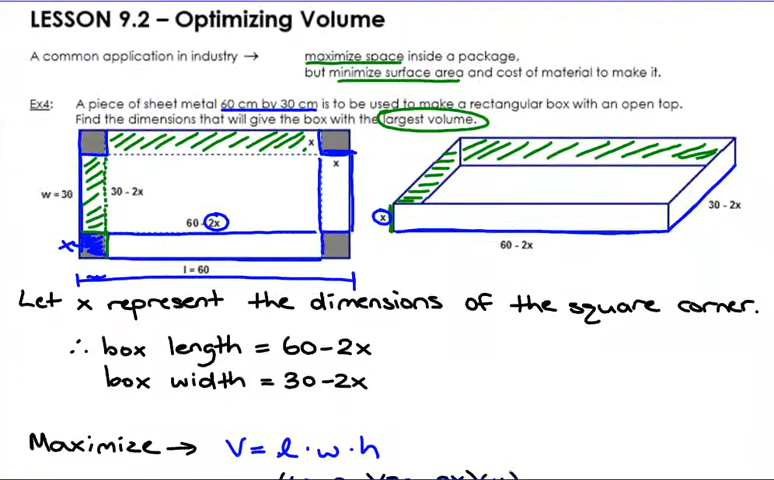 LESSON 9.2 – Optimizing Volume
A common application in industry → maximize space inside a package,
but minimize surface area and cost of material to make it.
Ex4: A piece of sheet metal 60 cm by 30 cm is to be used to make a rectangular box with an open top.
Find the dimensions that will give the box with the largest volume.
x
x
w = 30
30 - 2x
60 - 2x
x
l = 60
x
30 - 2x
60 - 2x
Let x represent the dimensions of the square corner.
∴ box length = 60-2x
box width = 30-2x
Maximize → V = l · w · h